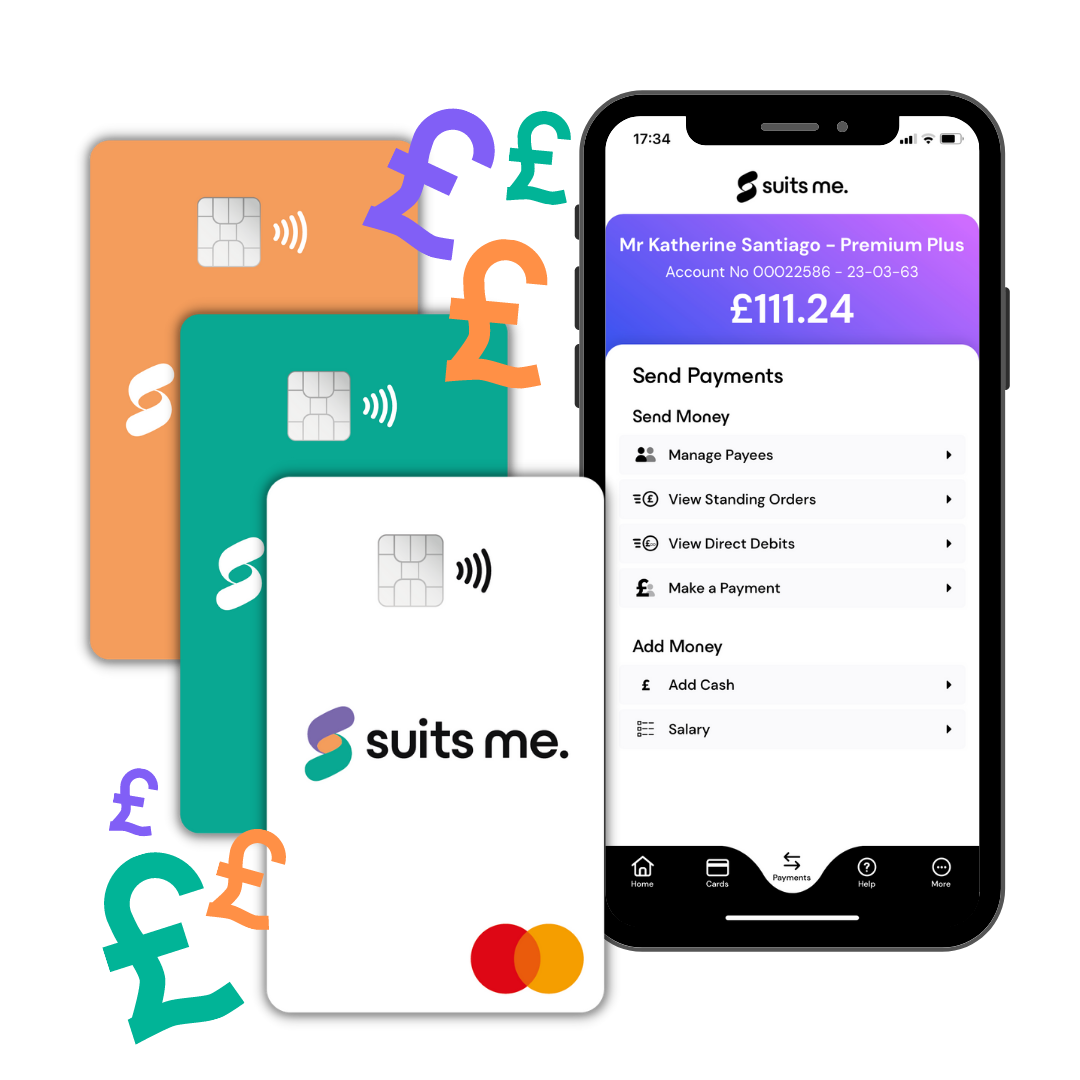 £
£
£
17:34
suits me.
Mr Katherine Santiago - Premium Plus
Account No 00022586 - 23-03-63
£111.24
Send Payments
Send Money
Manage Payees
View Standing Orders
View Direct Debits
Make a Payment
Add Money
£ Add Cash
Salary
Home
Cards
Payments
Help
More
suits me.
£
£
£